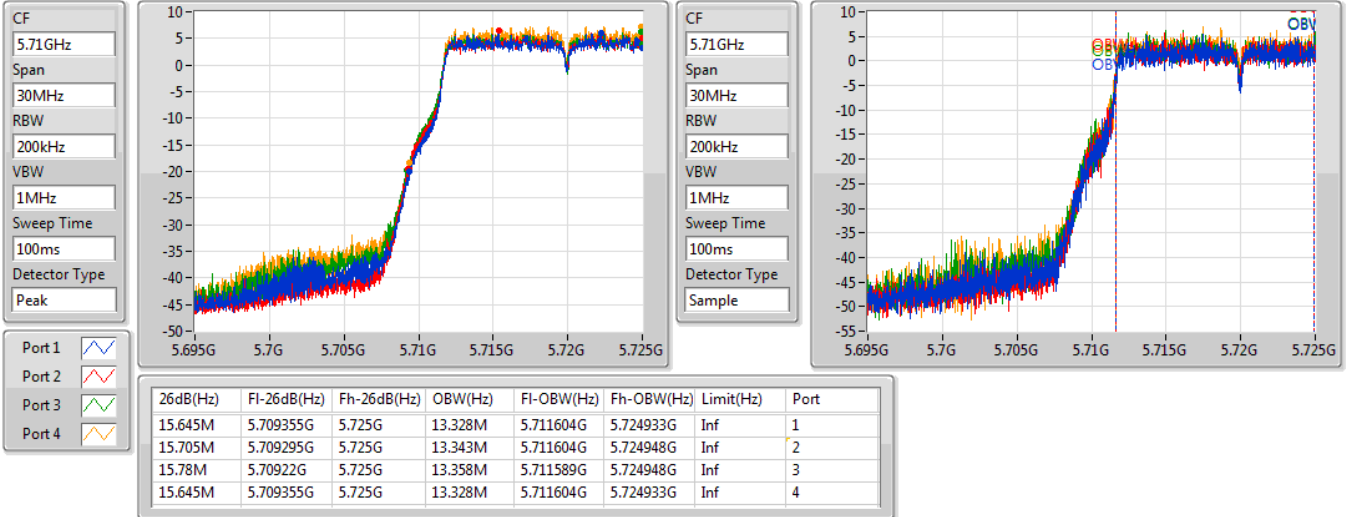 CF
5.71GHz
Span
30MHz
RBW
200kHz
VBW
1MHz
Sweep Time
100ms
Detector Type
Peak
10
5
0
-5
-10
-15
-20
-25
-30
-35
-40
-45
-50
5.695G 5.7G 5.705G 5.71G 5.715G 5.72G 5.725G
CF
5.71GHz
Span
30MHz
RBW
200kHz
VBW
1MHz
Sweep Time
100ms
Detector Type
Sample
10
5
0
-5
-10
-15
-20
-25
-30
-35
-40
-45
-50
-55
OBV
OBV
5.695G 5.7G 5.705G 5.71G 5.715G 5.72G 5.725G
Port 1
Port 2
Port 3
Port 4
26dB(Hz) Fl-26dB(Hz) Fh-26dB(Hz) OBW(Hz) Fl-OBW(Hz) Fh-OBW(Hz) Limit(Hz) Port
15.645M 5.709355G 5.725G 13.328M 5.711604G 5.724933G Inf 1
15.705M 5.709295G 5.725G 13.343M 5.711604G 5.724948G Inf 2
15.78M 5.70922G 5.725G 13.358M 5.711589G 5.724948G Inf 3
15.645M 5.709355G 5.725G 13.328M 5.711604G 5.724933G Inf 4